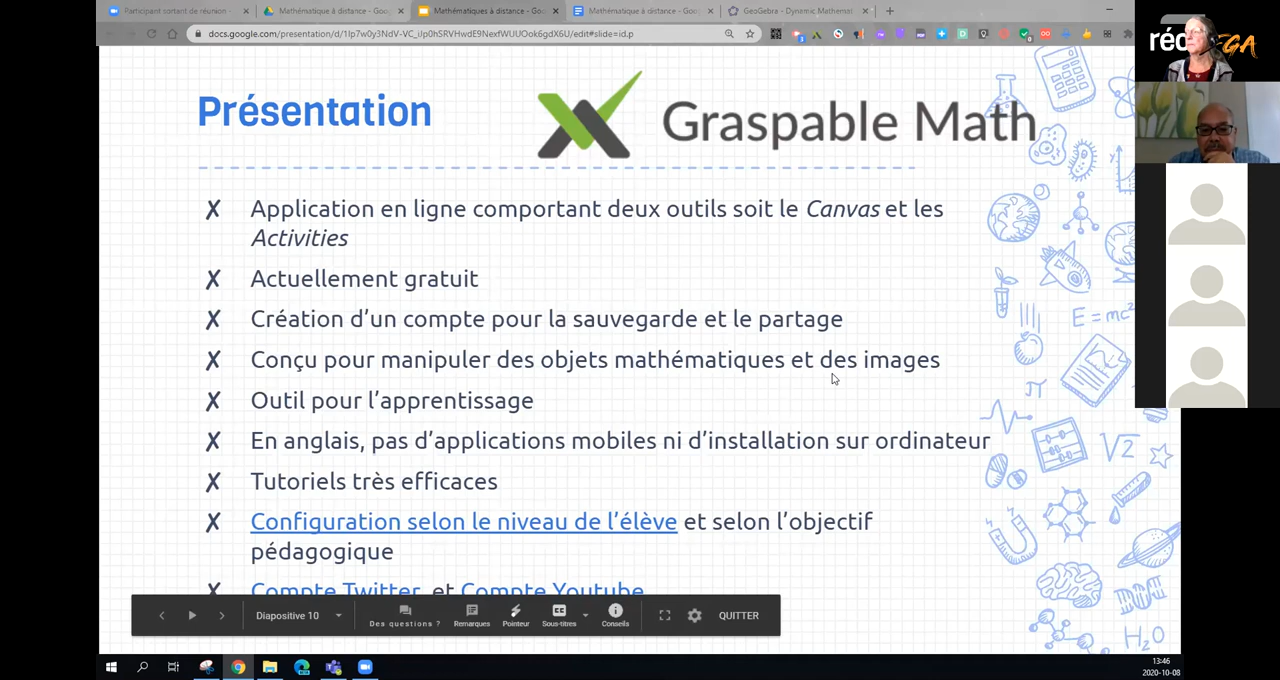 Participant sortant de réunion -
Mathématique à distance - Goo
Mathématiques à distance - Goo
Mathématique à distance - Goog
GeoGebra - Dynamic Mathemat
docs.google.com/presentation/d/1Ip7w0y3NdV-VC_iJp0hSRVHwdE9NexfWUUOok6gdX6U/edit#slide=id.p
Présentation
Graspable Math
✗ Application en ligne comportant deux outils soit le Canvas et les
Activities
✗ Actuellement gratuit
✗ Création d’un compte pour la sauvegarde et le partage
✗ Conçu pour manipuler des objets mathématiques et des images
✗ Outil pour l’apprentissage
✗ En anglais, pas d’applications mobiles ni d’installation sur ordinateur
✗ Tutoriels très efficaces
✗ Configuration selon le niveau de l’élève et selon l’objectif
pédagogique
✗ Compte Twitter et Compte Youtube
E=mc²
π
√2
H₂O
Diapositive 10
Des questions ?
Remarques
Pointeur
Sous-titres
Conseils
QUITTER
13:46
2020-10-08